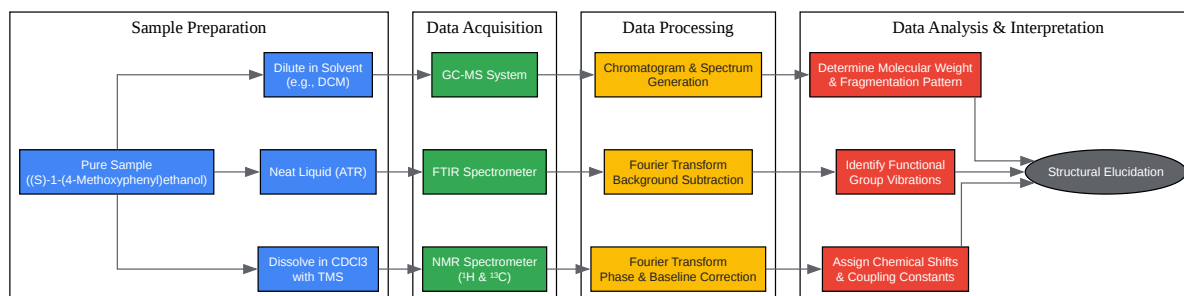 Sample Preparation
Data Acquisition
Data Processing
Data Analysis & Interpretation
Dilute in Solvent
(e.g., DCM)
GC-MS System
Chromatogram & Spectrum
Generation
Determine Molecular Weight
& Fragmentation Pattern
Pure Sample
((S)-1-(4-Methoxyphenyl)ethanol)
Neat Liquid (ATR)
FTIR Spectrometer
Fourier Transform
Background Subtraction
Identify Functional
Group Vibrations
Structural Elucidation
Dissolve in CDCl3
with TMS
NMR Spectrometer
(¹H & ¹³C)
Fourier Transform
Phase & Baseline Correction
Assign Chemical Shifts
& Coupling Constants